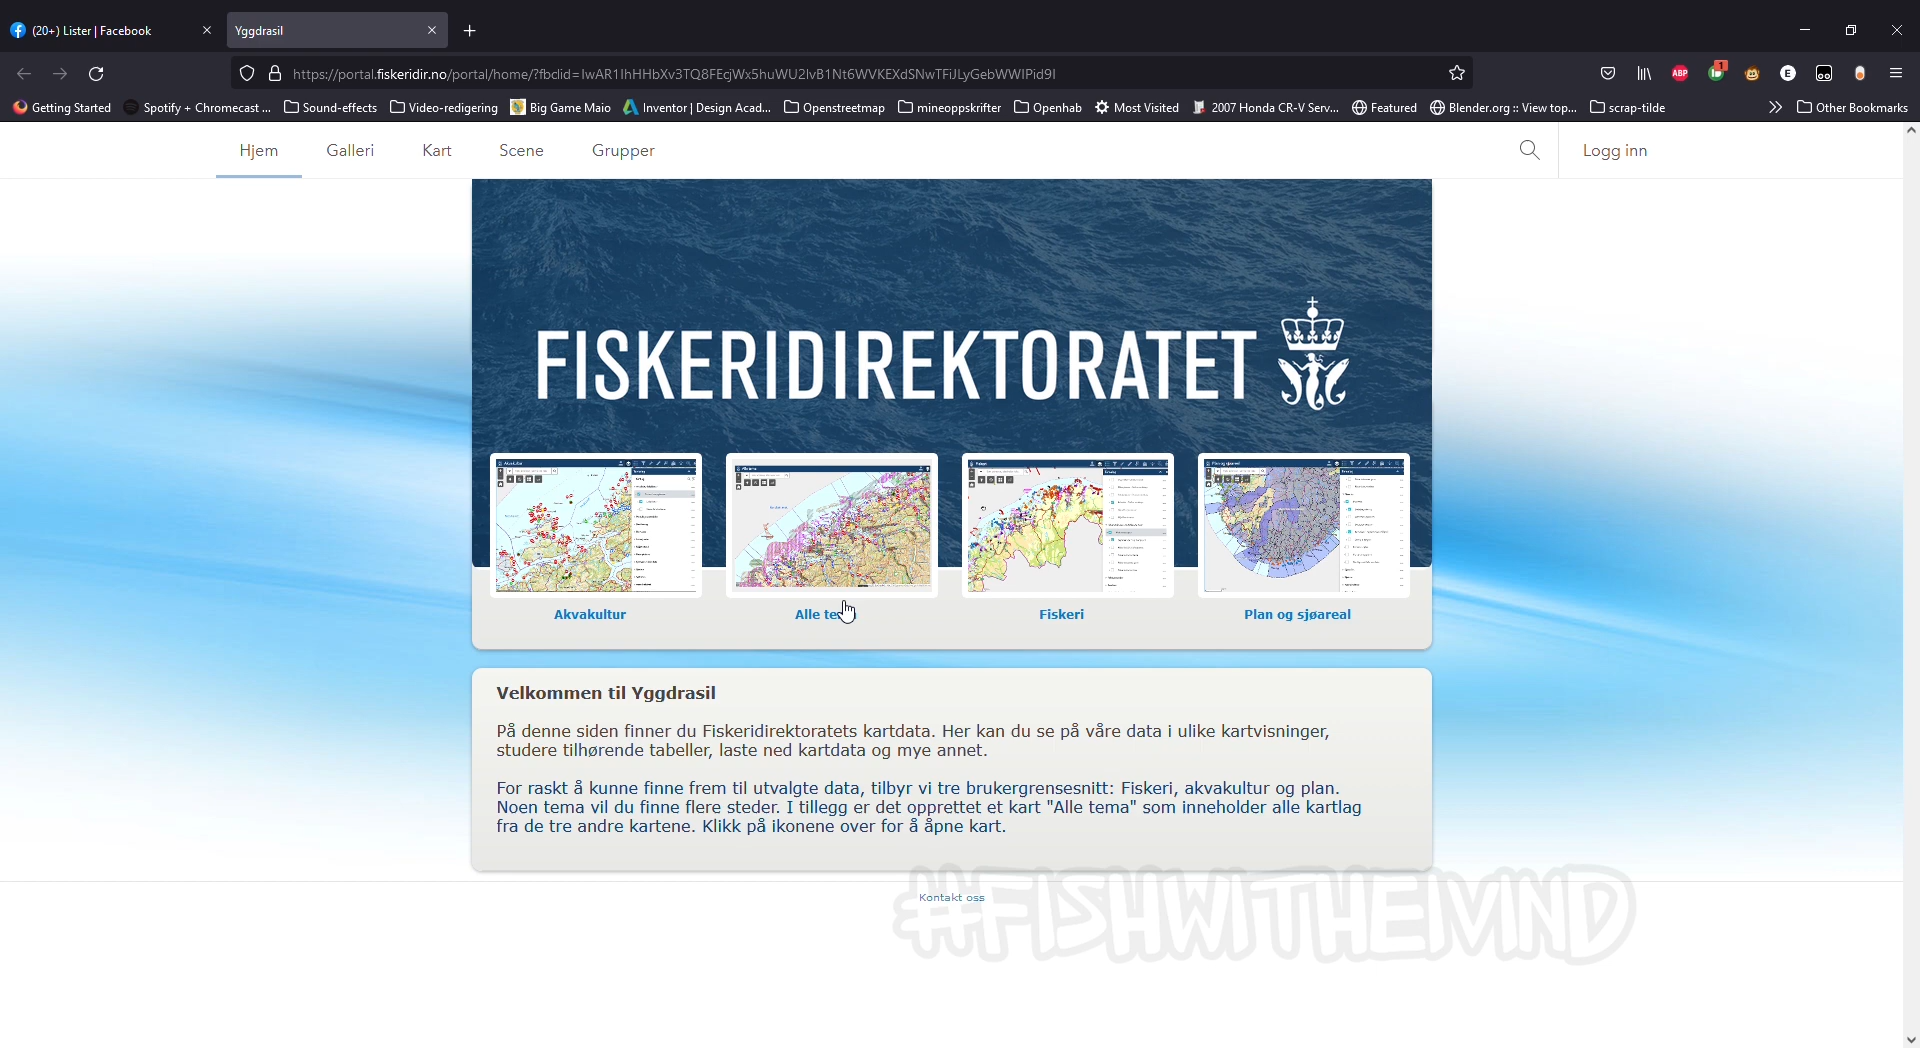 (20+) Lister | Facebook
Yggdrasil
https://portal.fiskeridir.no/portal/home/?fbclid=IwAR1IhHHbXv3TQ8FEcjWx5huWU2lvB1Nt6WVKEXdSNwTFiJLyGebWWIPid9I
ABP
1
E
Getting Started
Spotify + Chromecast ...
Sound-effects
Video-redigering
Big Game Maio
Inventor | Design Acad...
Openstreetmap
mineoppskrifter
Openhab
Most Visited
2007 Honda CR-V Serv...
Featured
Blender.org :: View top...
scrap-tilde
Other Bookmarks
Hjem
Galleri
Kart
Scene
Grupper
Logg inn
FISKERIDIREKTORATET
Akvakultur
Alle
Fiskeri
Plan og sjøareal
Velkommen til Yggdrasil
På denne siden finner du Fiskeridirektoratets kartdata. Her kan du se på våre data i ulike kartvisninger,
studere tilhørende tabeller, laste ned kartdata og mye annet.
For raskt å kunne finne frem til utvalgte data, tilbyr vi tre brukergrensesnitt: Fiskeri, akvakultur og plan.
Noen tema vil du finne flere steder. I tillegg er det opprettet et kart "Alle tema" som inneholder alle kartlag
fra de tre andre kartene. Klikk på ikonene over for å åpne kart.
Kontakt oss
#FISHWITHEIVIND